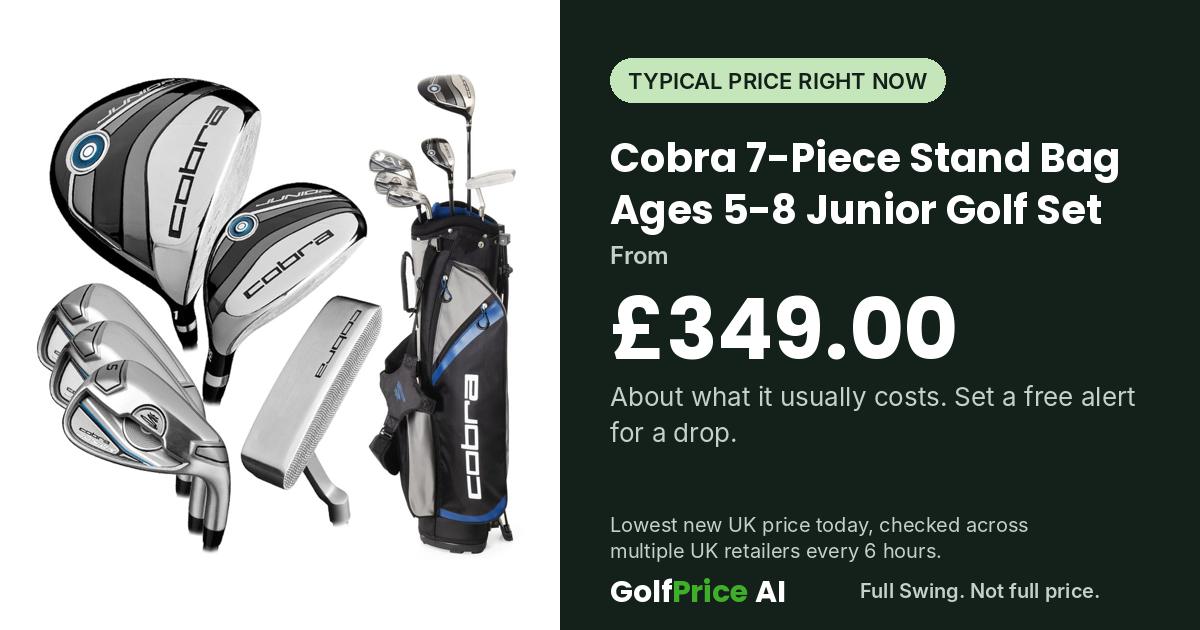 JUNIOR
cobra
JUNIOR
cobra
cobra
5
cobra
cobra
TYPICAL PRICE RIGHT NOW
Cobra 7-Piece Stand Bag
Ages 5-8 Junior Golf Set
From
£349.00
About what it usually costs. Set a free alert
for a drop.
Lowest new UK price today, checked across
multiple UK retailers every 6 hours.
GolfPrice AI
Full Swing. Not full price.